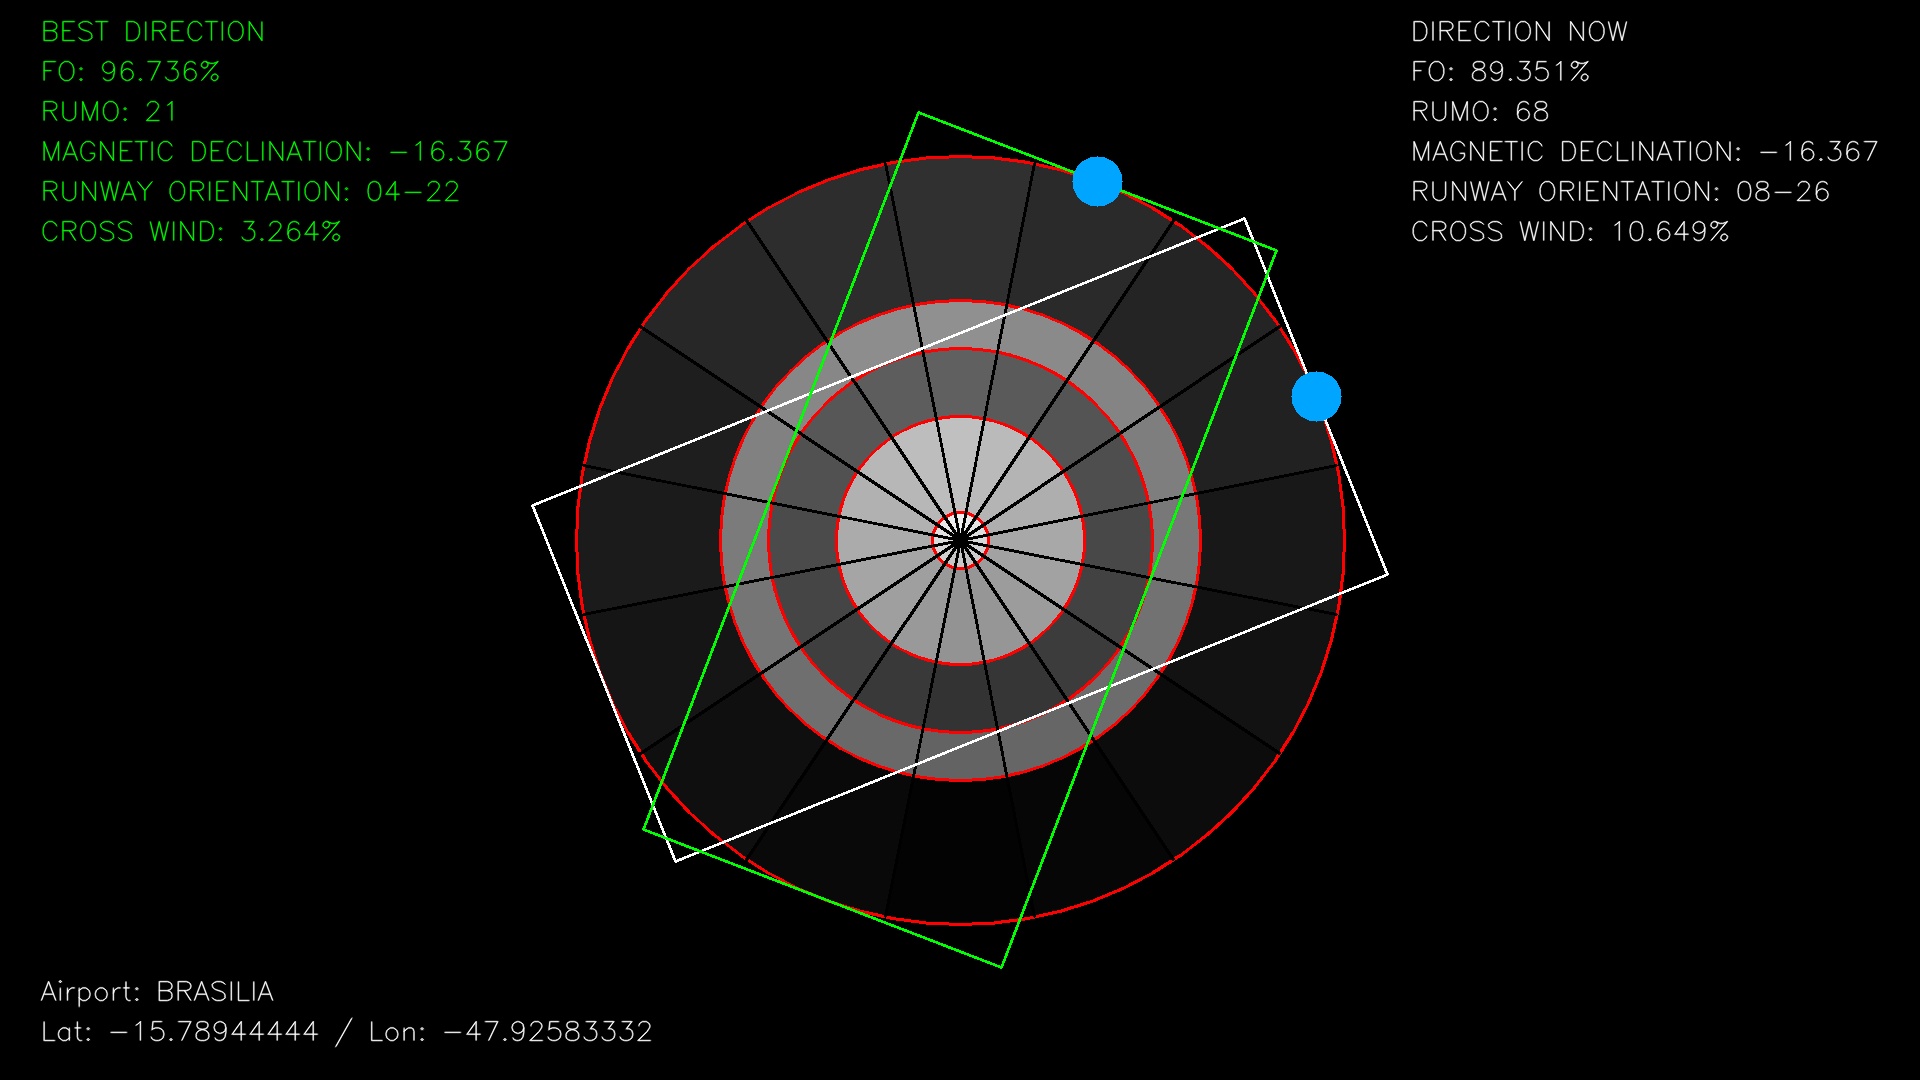 BEST DIRECTION
FO: 96.736%
RUMO: 21
MAGNETIC DECLINATION: -16.367
RUNWAY ORIENTATION: 04-22
CROSS WIND: 3.264%
DIRECTION NOW
FO: 89.351%
RUMO: 68
MAGNETIC DECLINATION: -16.367
RUNWAY ORIENTATION: 08-26
CROSS WIND: 10.649%
Airport: BRASILIA
Lat: -15.78944444 / Lon: -47.92583332